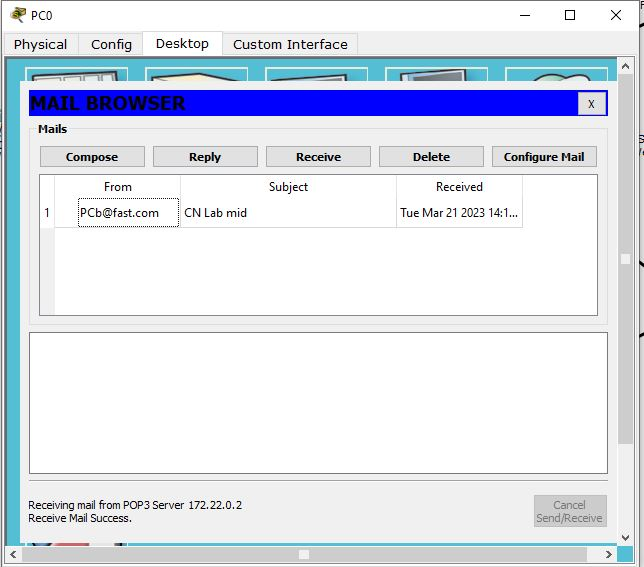 PC0
Physical Config Desktop Custom Interface
MAIL BROWSER X
Mails
Compose Reply Receive Delete Configure Mail
From Subject Received
1 PCb@fast.com CN Lab mid Tue Mar 21 2023 14:1...
Receiving mail from POP3 Server 172.22.0.2
Receive Mail Success.
Cancel
Send/Receive